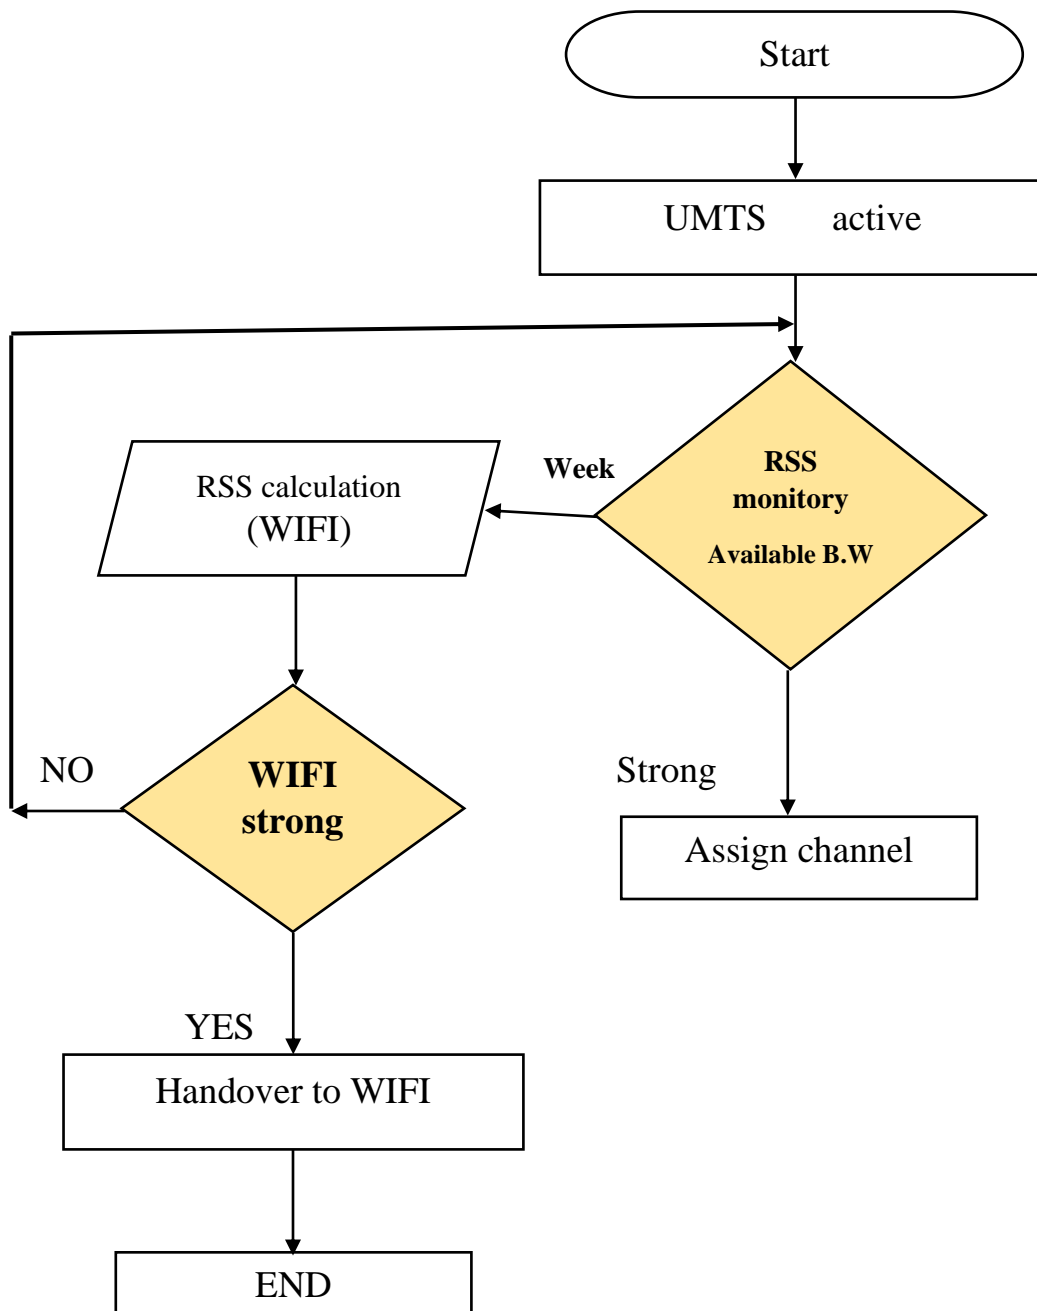 Start
UMTS active
Week
RSS
monitory
Available B.W
RSS calculation
(WIFI)
NO
WIFI
strong
Strong
Assign channel
YES
Handover to WIFI
END